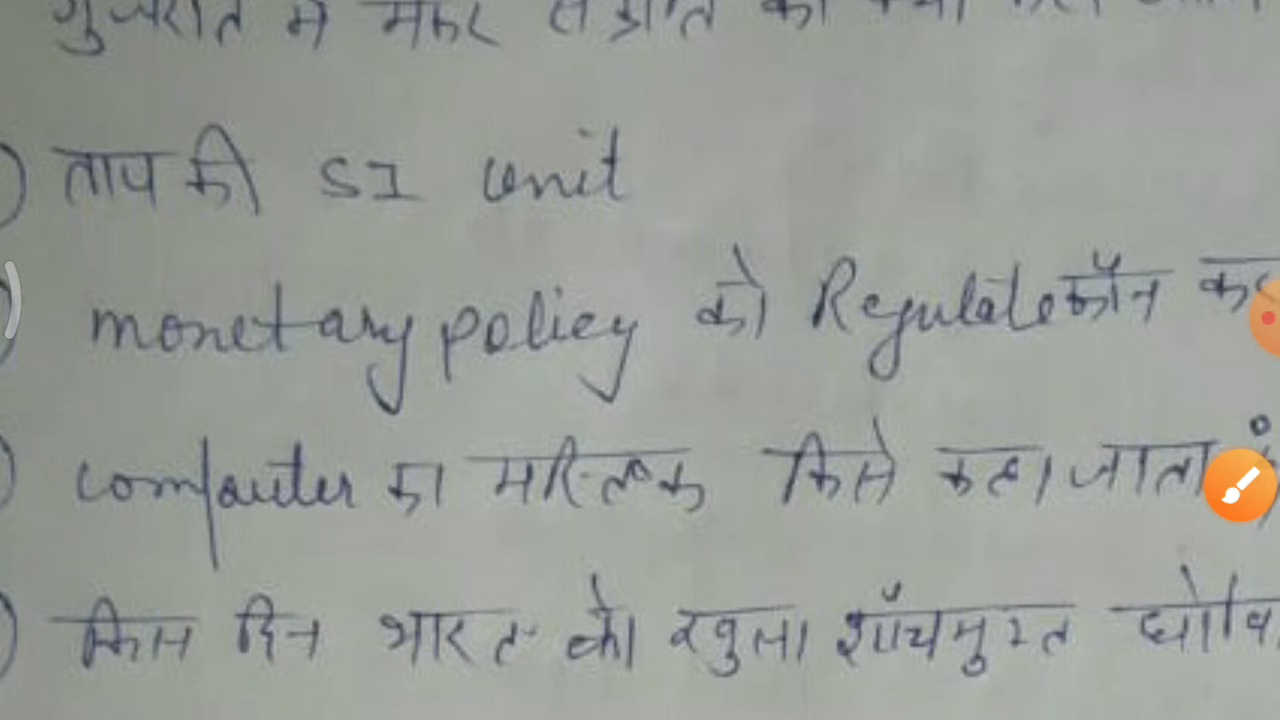 गुजरात में मकर
ताप की SI unit
monetary policy को Regulate कौन
computer का मस्तिष्क किसे कहा जाता
किस दिन भारत को खुला शौचमुक्त